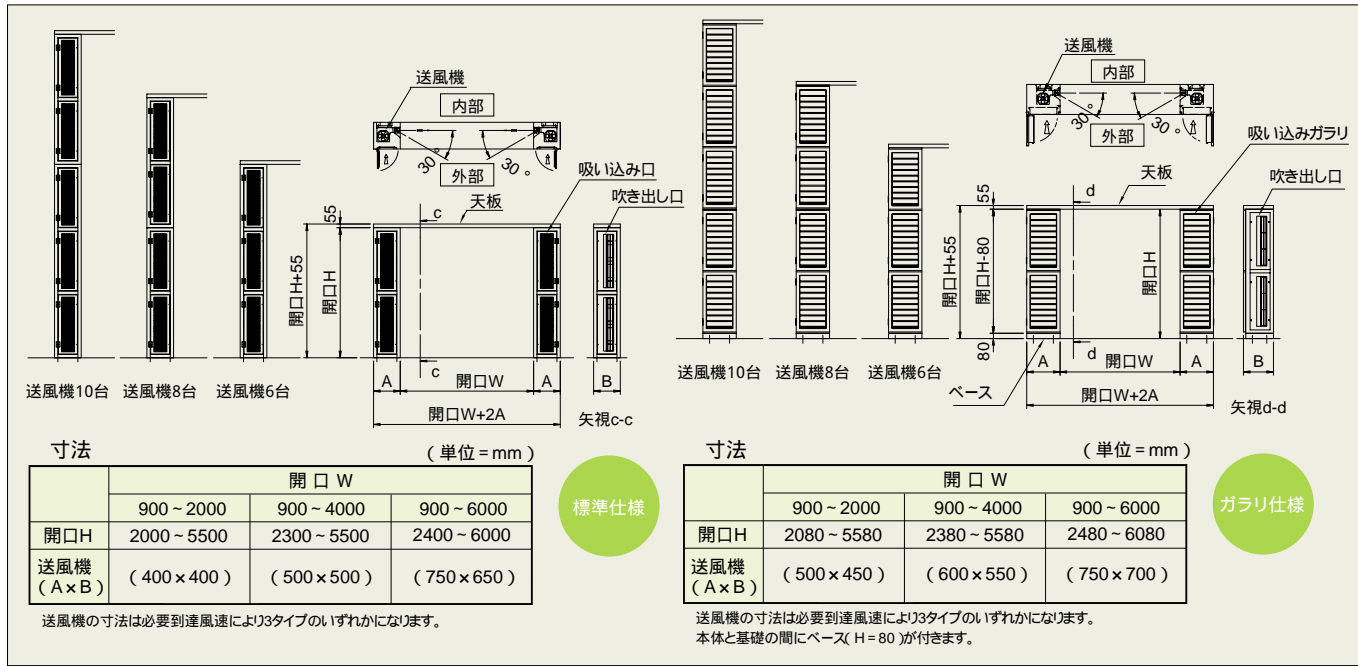 送風機
内部
30°
30°
外部
吸い込み口
吹き出し口
天板
c
55
開口H+55
開口H
c
A
開口W
A
B
開口W+2A
矢視c-c
送風機10台
送風機8台
送風機6台
寸法
(単位=mm)
開口W
900~2000
900~4000
900~6000
開口H
2000~5500
2300~5500
2400~6000
送風機
(A×B)
(400×400)
(500×500)
(750×650)
送風機の寸法は必要到達風速により3タイプのいずれかになります。
標準仕様
送風機
内部
30°
30°
外部
吸い込みガラリ
吹き出し口
天板
d
55
開口H+55
開口H-80
開口H
80
d
A
開口W
A
B
ベース
開口W+2A
矢視d-d
送風機10台
送風機8台
送風機6台
寸法
(単位=mm)
開口W
900~2000
900~4000
900~6000
開口H
2080~5580
2380~5580
2480~6080
送風機
(A×B)
(500×450)
(600×550)
(750×700)
送風機の寸法は必要到達風速により3タイプのいずれかになります。
本体と基礎の間にベース(H=80)が付きます。
ガラリ仕様